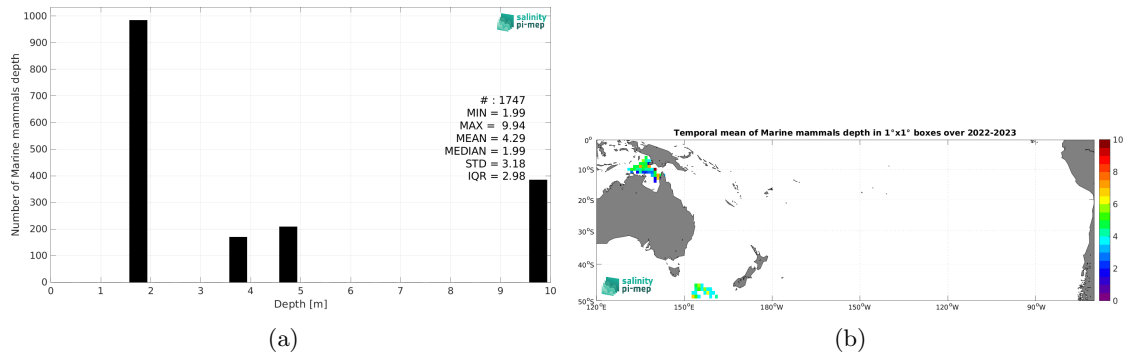 salinity
pi-mep
Number of Marine mammals depth
1000
900
800
700
600
500
400
300
200
100
0
# : 1747
MIN = 1.99
MAX = 9.94
MEAN = 4.29
MEDIAN = 1.99
STD = 3.18
IQR = 2.98
0 1 2 3 4 5 6 7 8 9 10
Depth [m]
(a)
Temporal mean of Marine mammals depth in 1°x1° boxes over 2022-2023
0°
10°S
20°S
30°S
40°S
50°S
120°E 150°E 180°W 150°W 120°W 90°W
salinity
pi-mep
10
8
6
4
2
0
(b)